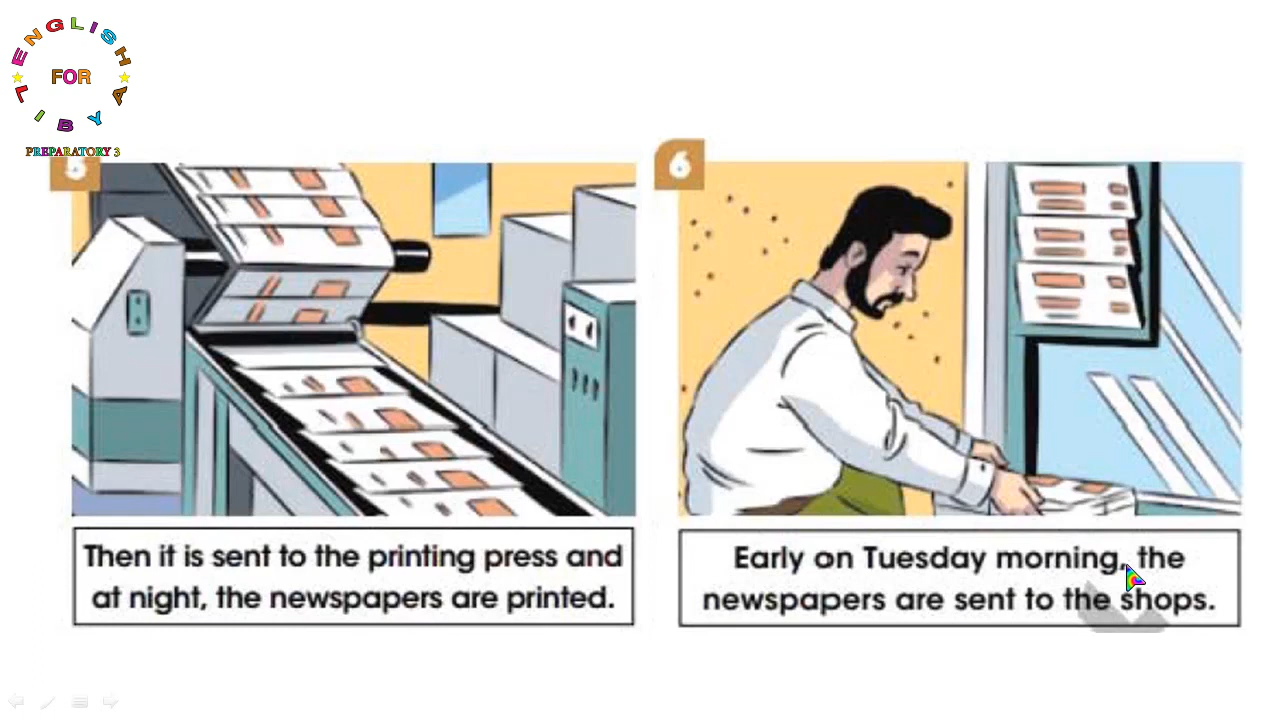 ENGLISH
FOR
LIBYA
PREPARATORY 3
5
6
Then it is sent to the printing press and
at night, the newspapers are printed.
Early on Tuesday morning, the
newspapers are sent to the shops.